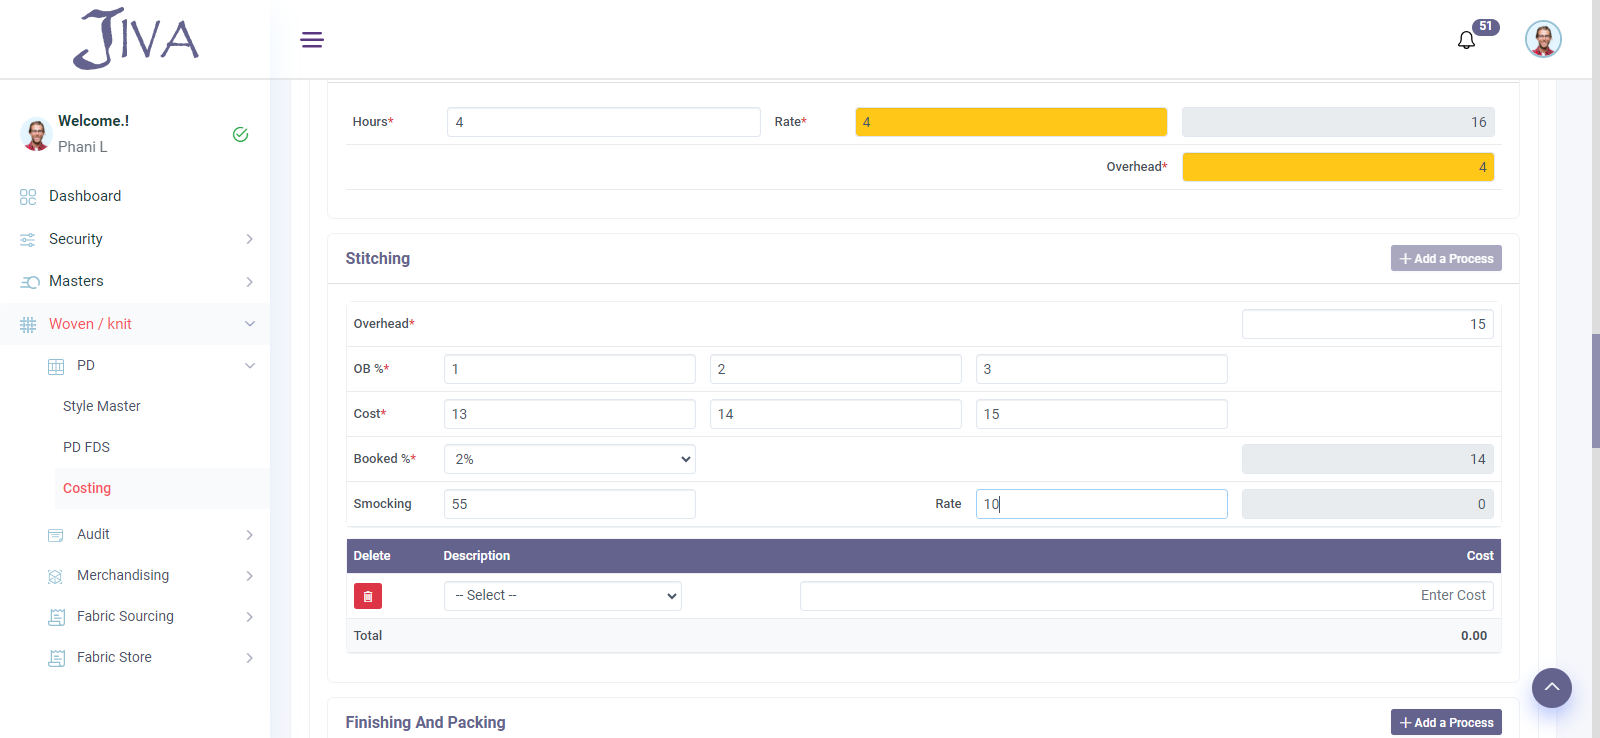 JIVA
51
Welcome.!
Phani L
Dashboard
Security
Masters
Woven / knit
PD
Style Master
PD FDS
Costing
Audit
Merchandising
Fabric Sourcing
Fabric Store
Hours* 4 Rate* 4 16
Overhead* 4
Stitching + Add a Process
Overhead* 15
OB %* 1 2 3
Cost* 13 14 15
Booked %* 2% 14
Smocking 55 Rate 10 0
Delete Description Cost
-- Select -- Enter Cost
Total 0.00
Finishing And Packing + Add a Process